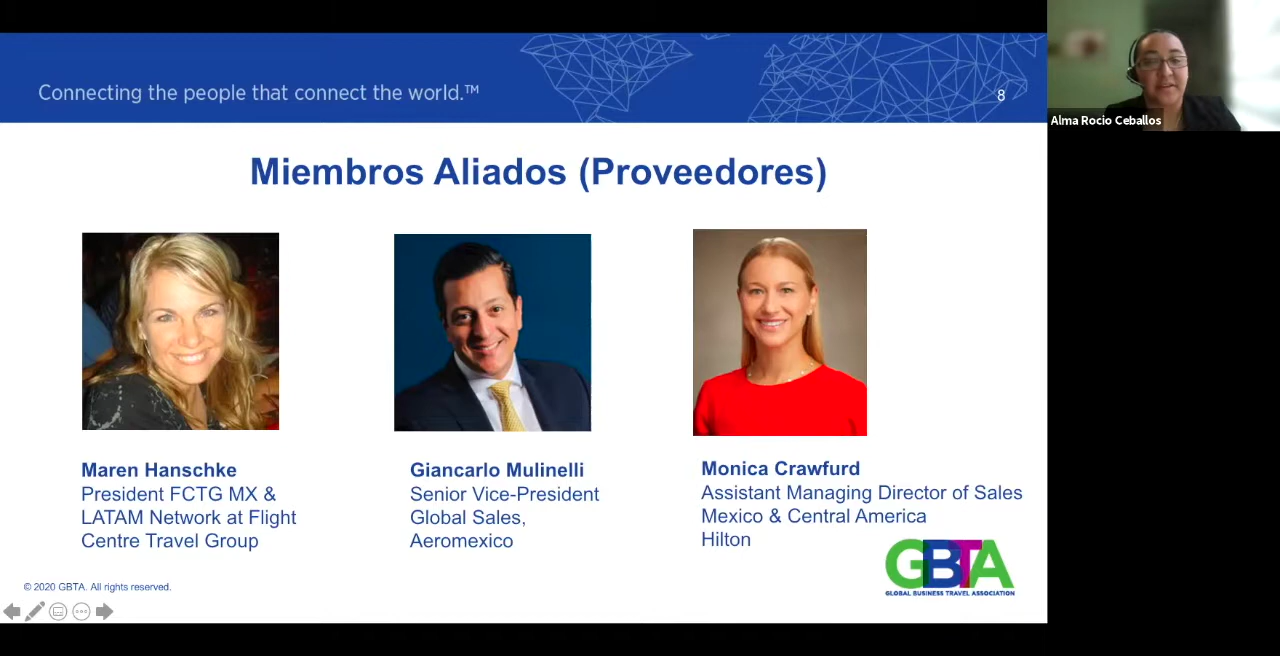 Connecting the people that connect the world.™
8
Alma Rocio Ceballos
Miembros Aliados (Proveedores)
Maren Hanschke
President FCTG MX &
LATAM Network at Flight
Centre Travel Group
Giancarlo Mulinelli
Senior Vice-President
Global Sales,
Aeromexico
Monica Crawfurd
Assistant Managing Director of Sales
Mexico & Central America
Hilton
GBTA
GLOBAL BUSINESS TRAVEL ASSOCIATION
© 2020 GBTA. All rights reserved.